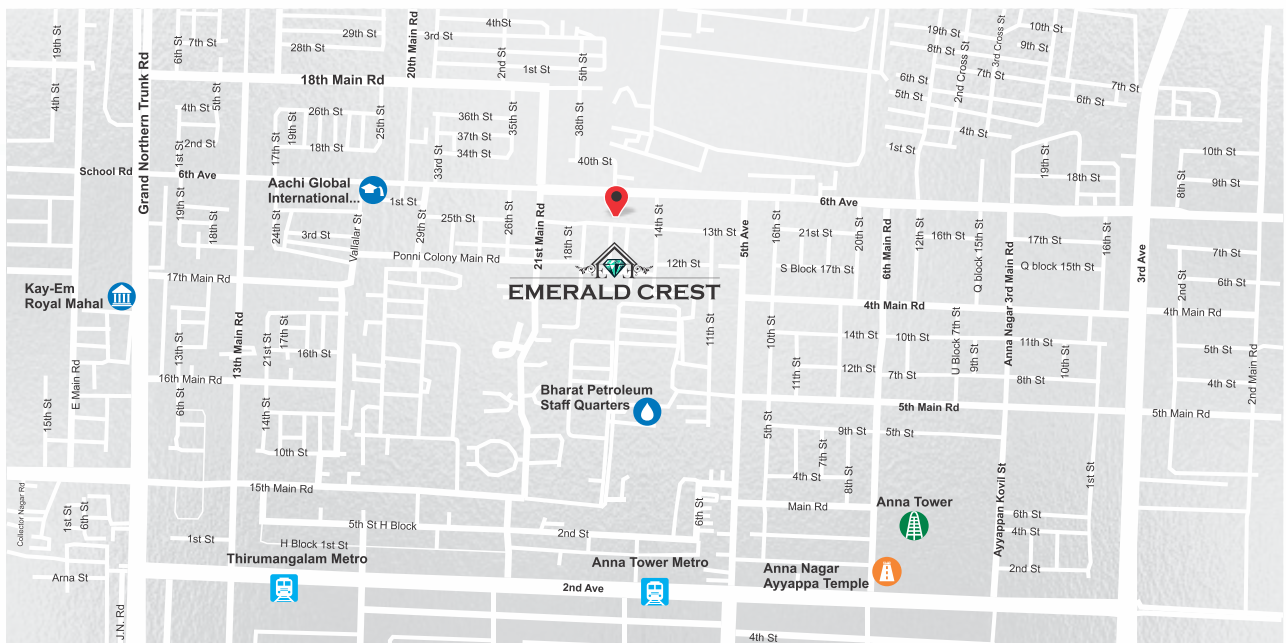 19th St
4th St
Grand Northern Trunk Rd
6th St
7th St
5th St
29th St
28th St
20th Main Rd
4thSt
3rd St
2nd St
1st St
5th St
18th Main Rd
19th St
8th St
2nd Cross St
3rd Cross St
10th St
9th St
7th St
6th St
5th St
7th St
6th St
4th St
1st St
4th St
2nd St
1st St
26th St
19th St
17th St
18th St
25th St
36th St
37th St
34th St
33rd St
35th St
38th St
40th St
School Rd
6th Ave
Aachi Global
International...
1st St
19th St
18th St
24th St
3rd St
Vallalar St
29th St
25th St
26th St
Ponni Colony Main Rd
21st Main Rd
18th St
14th St
12th St
13th St
5th Ave
16th St
21st St
20th St
S Block 17th St
6th Ave
6th Main Rd
12th St
16th St
Q block 15th St
Anna Nagar 3rd Main Rd
17th St
Q block 15th St
16th St
19th St
18th St
3rd Ave
10th St
8th St
9th St
7th St
6th St
2nd St
4th Main Rd
5th St
4th St
2nd Main Rd
5th Main Rd
EMERALD CREST
Kay-Em
Royal Mahal
17th Main Rd
13th St
13th Main Rd
21st St
17th St
16th St
16th Main Rd
6th St
14th St
10th St
E Main Rd
15th St
Bharat Petroleum
Staff Quarters
11th St
10th St
11th St
4th Main Rd
14th St
10th St
12th St
7th St
U Block 7th St
9th St
11th St
8th St
10th St
5th Main Rd
5th St
9th St
5th St
7th St
4th St
8th St
Main Rd
Anna Tower
Ayyappan Kovil St
1st St
6th St
4th St
2nd St
15th Main Rd
5th St H Block
2nd St
6th St
Collector Nagar Rd
1st St
6th St
1st St
H Block 1st St
Thirumangalam Metro
Anna Tower Metro
Anna Nagar
Ayyappa Temple
Arna St
2nd Ave
J.N. Rd
4th St